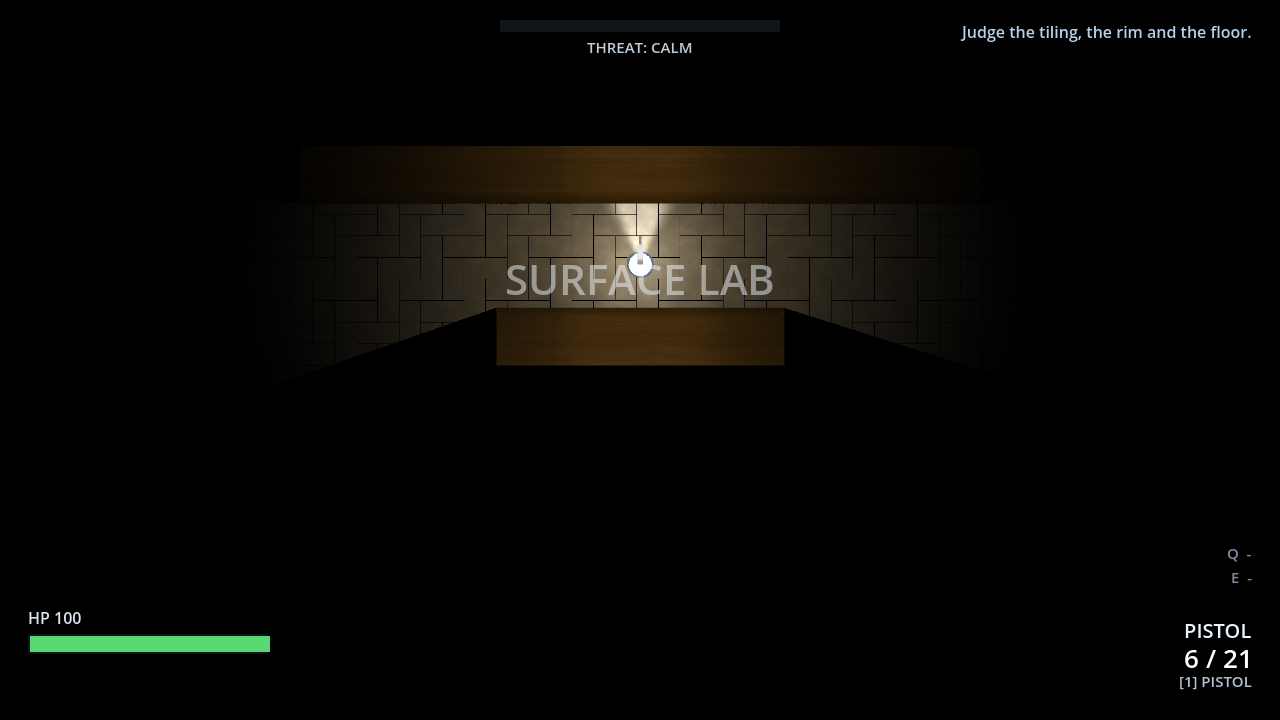 THREAT: CALM
Judge the tiling, the rim and the floor.
SURFACE LAB
Q -
E -
HP 100
PISTOL
6 / 21
[1] PISTOL